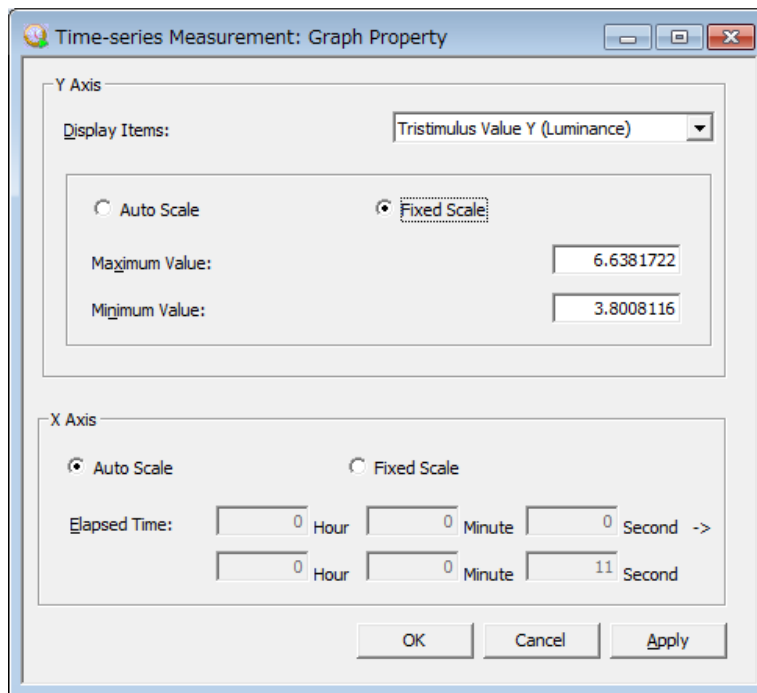 Time-series Measurement: Graph Property
Y Axis
Display Items: Tristimulus Value Y (Luminance)
Auto Scale Fixed Scale
Maximum Value: 6.6381722
Minimum Value: 3.8008116
X Axis
Auto Scale Fixed Scale
Elapsed Time: 0 Hour 0 Minute 0 Second ->
0 Hour 0 Minute 11 Second
OK Cancel Apply